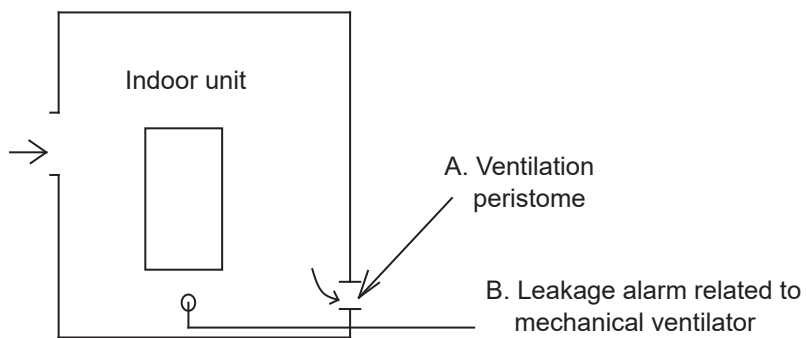 Indoor unit
A. Ventilation
peristome
B. Leakage alarm related to
mechanical ventilator